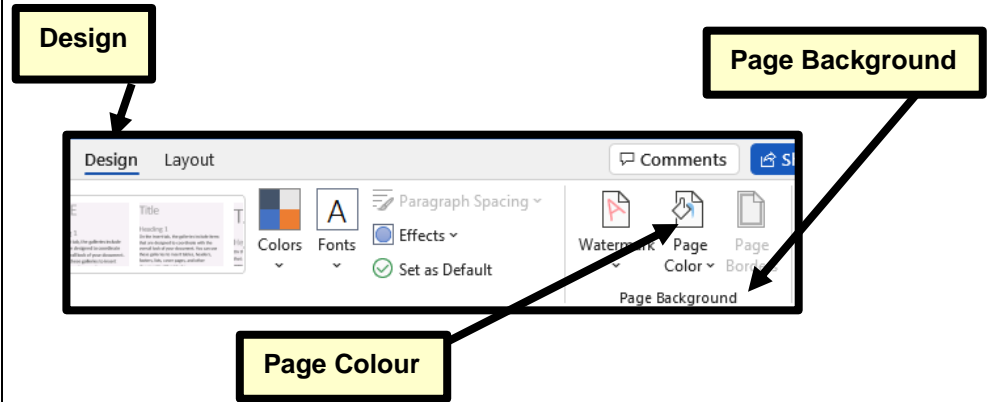 Design
Page Background
Design Layout
Comments
Title
Heading 1
Colors
Fonts
Paragraph Spacing
Effects
Set as Default
Watermark
Page Color
Page Borders
Page Background
Page Colour